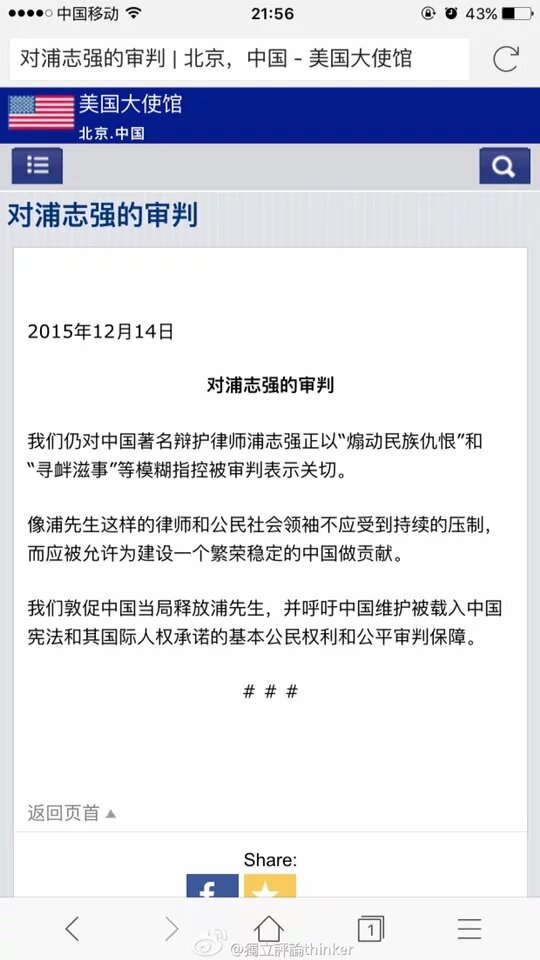 中国移动
21:56
43%
对浦志强的审判 | 北京，中国 - 美国大使馆
美国大使馆
北京.中国
对浦志强的审判
2015年12月14日
对浦志强的审判
我们仍对中国著名辩护律师浦志强正以“煽动民族仇恨”和
“寻衅滋事”等模糊指控被审判表示关切。
像浦先生这样的律师和公民社会领袖不应受到持续的压制，
而应被允许为建设一个繁荣稳定的中国做贡献。
我们敦促中国当局释放浦先生，并呼吁中国维护被载入中国
宪法和其国际人权承诺的基本公民权利和公平审判保障。
# # #
返回页首
Share:
f
1
@獨立評論thinker